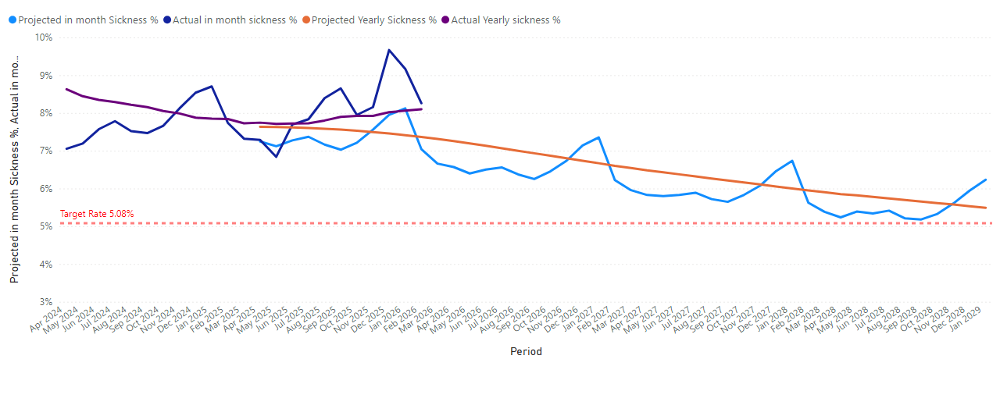 Projected in month Sickness % Actual in month sickness % Projected Yearly Sickness % Actual Yearly sickness %
Projected in month Sickness %, Actual in mo...
10%
9%
8%
7%
6%
Target Rate 5.08%
5%
4%
3%
Apr 2024
May 2024
Jun 2024
Jul 2024
Aug 2024
Sep 2024
Oct 2024
Nov 2024
Dec 2024
Jan 2025
Feb 2025
Mar 2025
Apr 2025
May 2025
Jun 2025
Jul 2025
Aug 2025
Sep 2025
Oct 2025
Nov 2025
Dec 2025
Jan 2026
Feb 2026
Mar 2026
Apr 2026
May 2026
Jun 2026
Jul 2026
Aug 2026
Sep 2026
Oct 2026
Nov 2026
Dec 2026
Jan 2027
Feb 2027
Mar 2027
Apr 2027
May 2027
Jun 2027
Jul 2027
Aug 2027
Sep 2027
Oct 2027
Nov 2027
Dec 2027
Jan 2028
Feb 2028
Mar 2028
Apr 2028
May 2028
Jun 2028
Jul 2028
Aug 2028
Sep 2028
Oct 2028
Nov 2028
Dec 2028
Jan 2029
Period